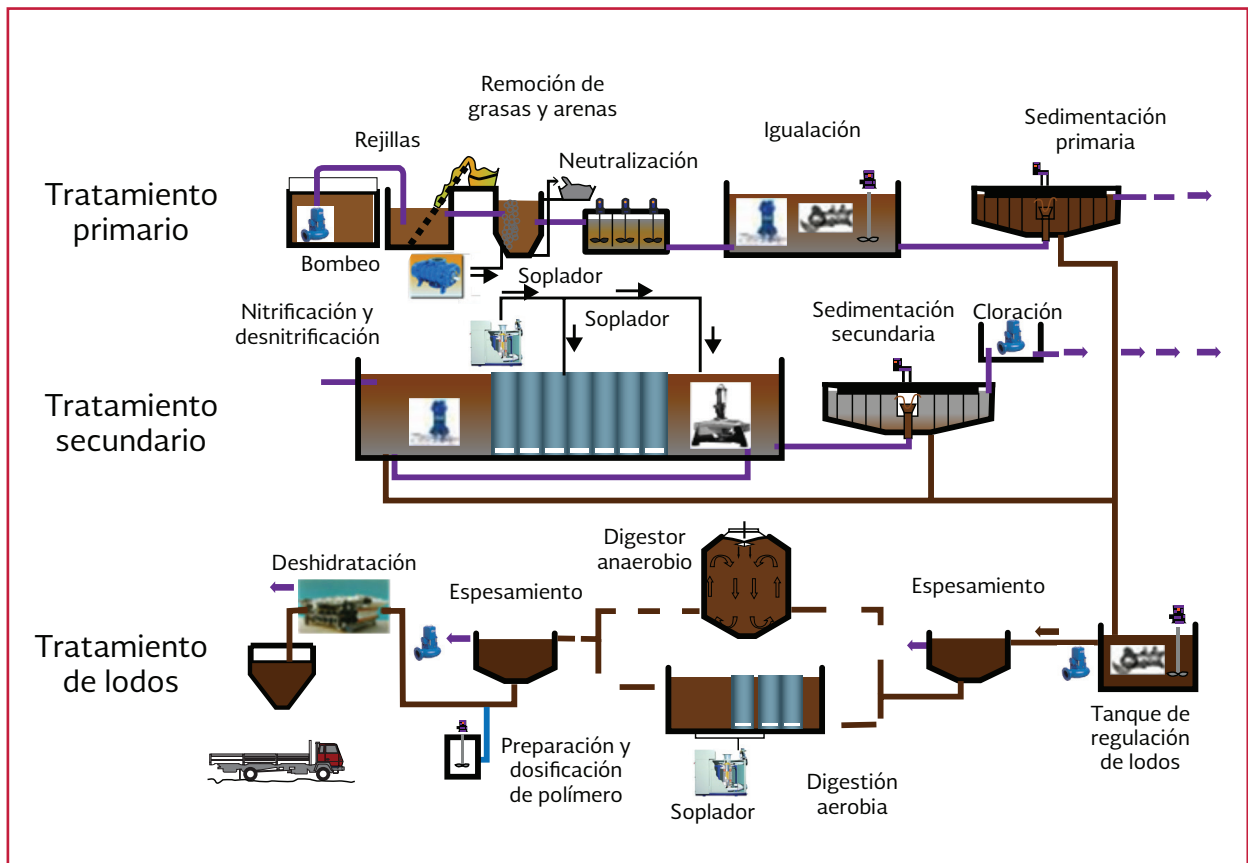 Remoción de
grasas y arenas
Rejillas
Neutralización
Igualación
Sedimentación
primaria
Tratamiento
primario
Bombeo
Soplador
Nitrificación y
desnitrificación
Soplador
Sedimentación
secundaria
Cloración
Tratamiento
secundario
Deshidratación
Espesamiento
Digestor
anaerobio
Espesamiento
Tratamiento
de lodos
Preparación y
dosificación
de polímero
Soplador
Digestión
aerobia
Tanque de
regulación
de lodos